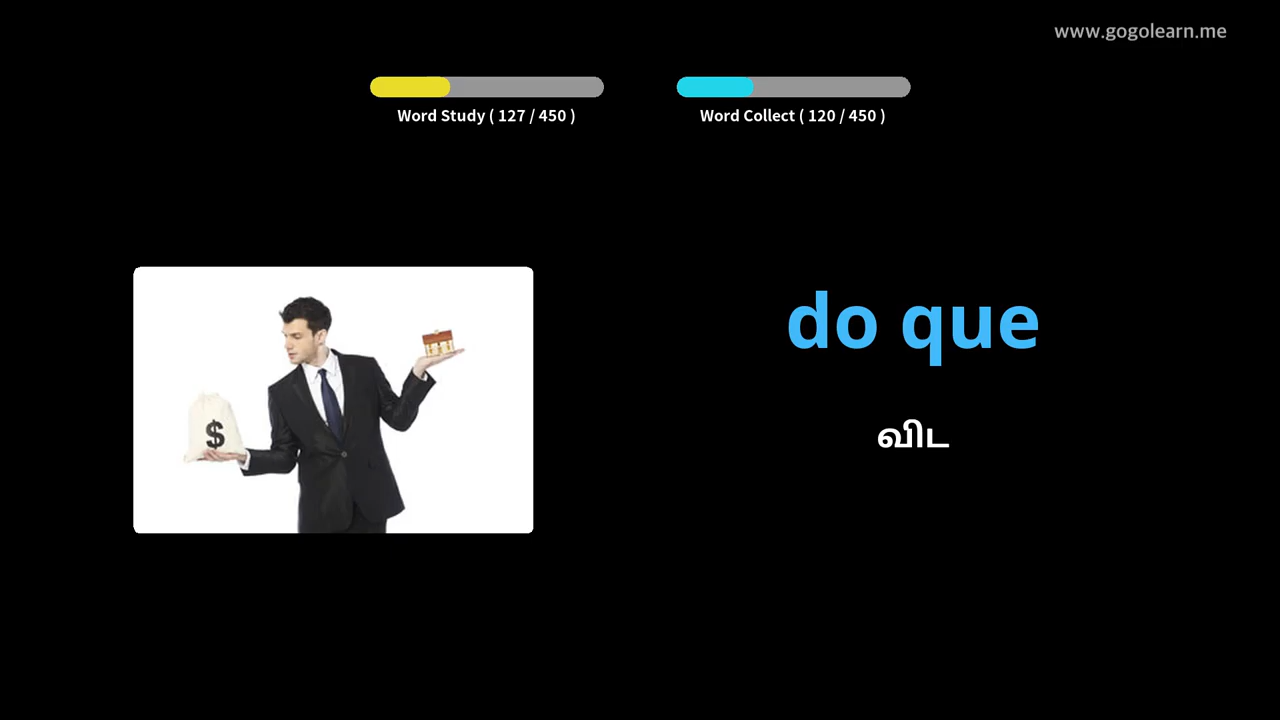 www.gogolearn.me
Word Study ( 127 / 450 )
Word Collect ( 120 / 450 )
$
do que
விட